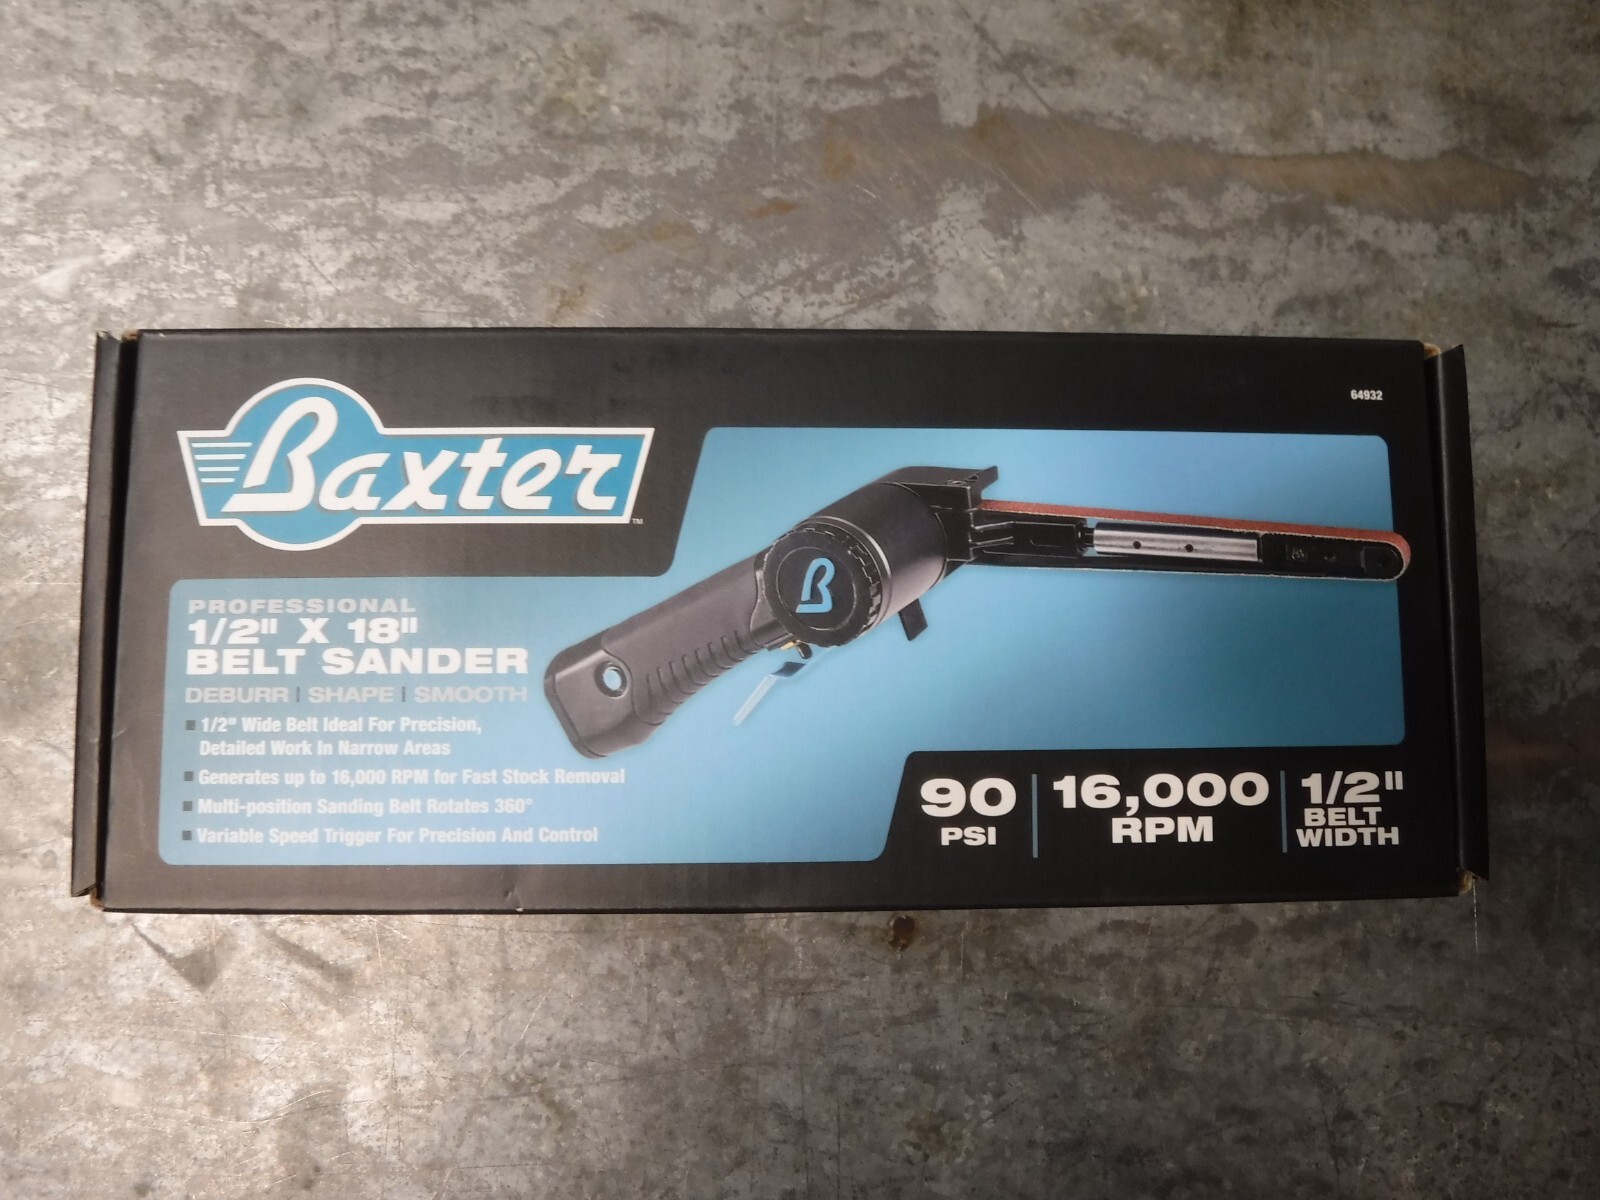 64932
Baxter™
PROFESSIONAL
1/2" X 18"
BELT SANDER
DEBURR | SHAPE | SMOOTH
■ 1/2" Wide Belt Ideal For Precision,
Detailed Work In Narrow Areas
■ Generates up to 16,000 RPM for Fast Stock Removal
■ Multi-position Sanding Belt Rotates 360°
■ Variable Speed Trigger For Precision And Control
B
90
PSI
16,000
RPM
1/2"
BELT
WIDTH